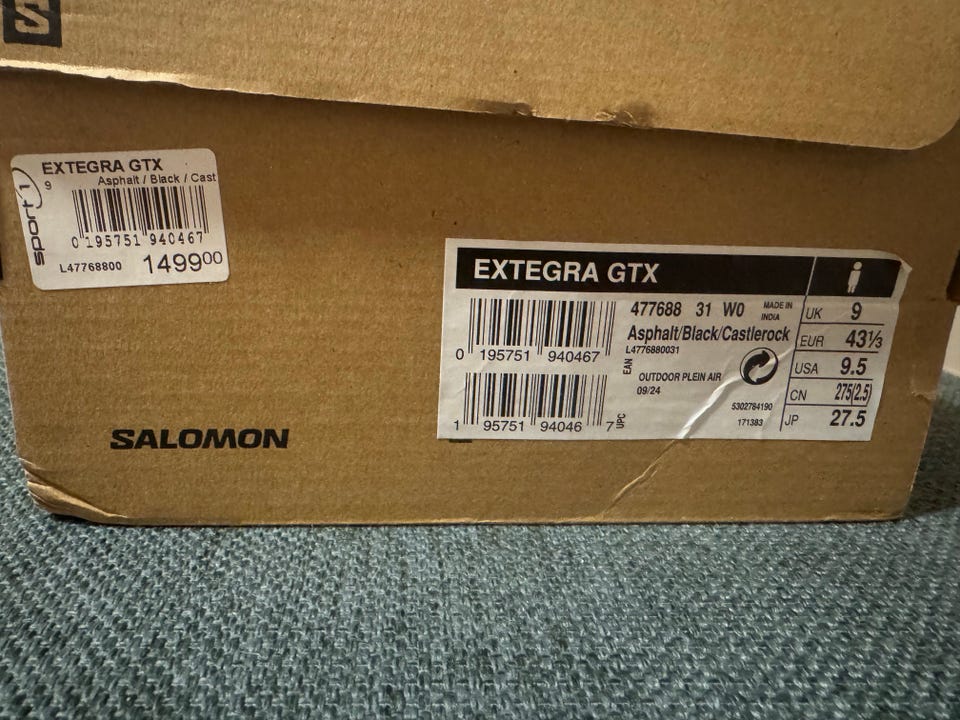 S
EXTEGRA GTX
9 Asphalt / Black / Cast
sport 1
0 195751 940467
L47768800 1499⁰⁰
SALOMON
EXTEGRA GTX
477688 31 W0 MADE IN INDIA
Asphalt/Black/Castlerock
L4776880031
0 195751 940467
EAN
OUTDOOR PLEIN AIR
09/24
5302784190
171383
1 95751 94046 7
UPC
UK 9
EUR 43⅓
USA 9.5
CN 275(2.5)
JP 27.5